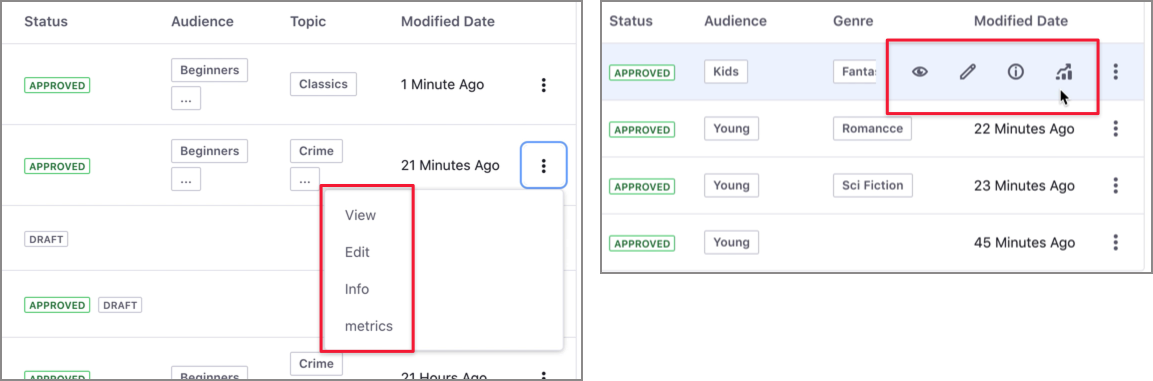 Status Audience Topic Modified Date
APPROVED Beginners Classics 1 Minute Ago
...
APPROVED Beginners Crime 21 Minutes Ago
... ...
View
DRAFT
Edit
Info
APPROVED DRAFT
metrics
Crime
APPROVED Beginners 21 Hours Ago
Status Audience Genre Modified Date
APPROVED Kids Fantas
APPROVED Young Romancce 22 Minutes Ago
APPROVED Young Sci Fiction 23 Minutes Ago
APPROVED Young 45 Minutes Ago